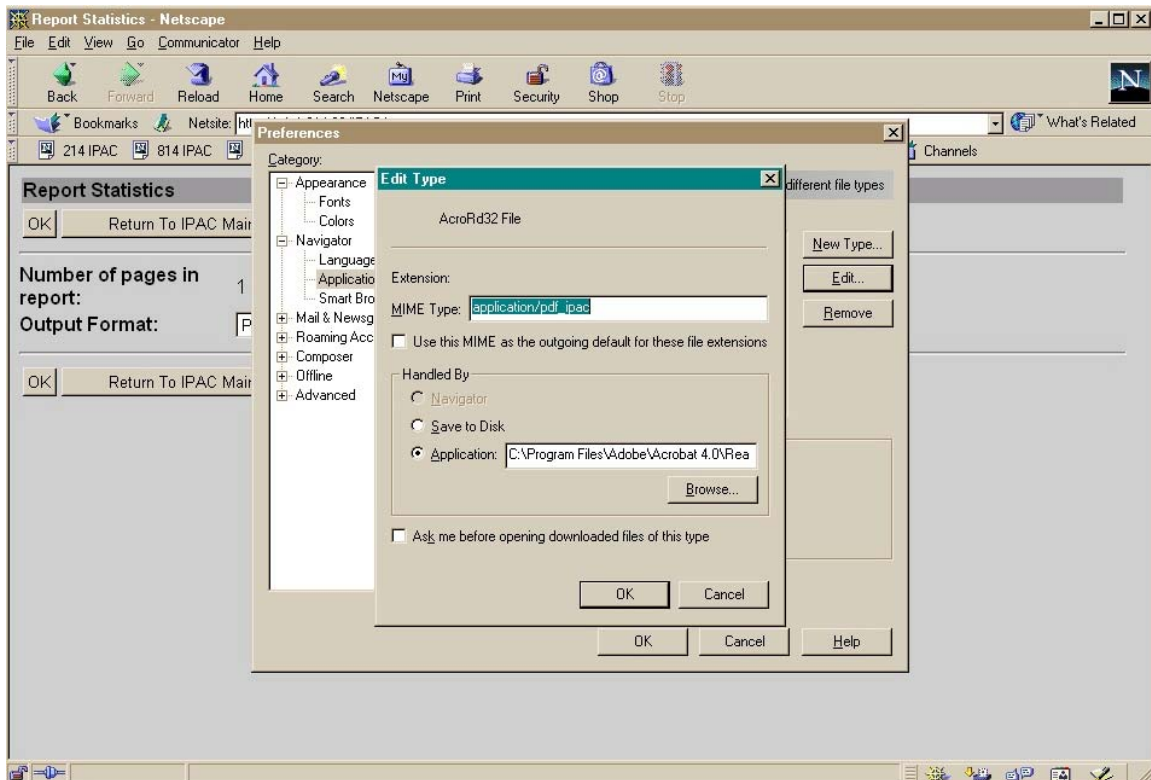 Report Statistics - Netscape
File Edit View Go Communicator Help
Back Forward Reload Home Search Netscape Print Security Shop Stop
My
N
Bookmarks Netsite: What's Related
214 IPAC 814 IPAC Channels
Report Statistics
OK Return To IPAC Mai
Number of pages in report: 1
Output Format: P
OK Return To IPAC Mai
Preferences
Category:
Appearance
Fonts
Colors
Navigator
Language
Applicatio
Smart Bro
Mail & Newsg
Roaming Acc
Composer
Offline
Advanced
different file types
New Type...
Edit...
Remove
Edit Type
AcroRd32 File
Extension:
MIME Type: application/pdf_ipac
Use this MIME as the outgoing default for these file extensions
Handled By
Navigator
Save to Disk
Application: C:\Program Files\Adobe\Acrobat 4.0\Rea
Browse...
Ask me before opening downloaded files of this type
OK Cancel
OK Cancel Help